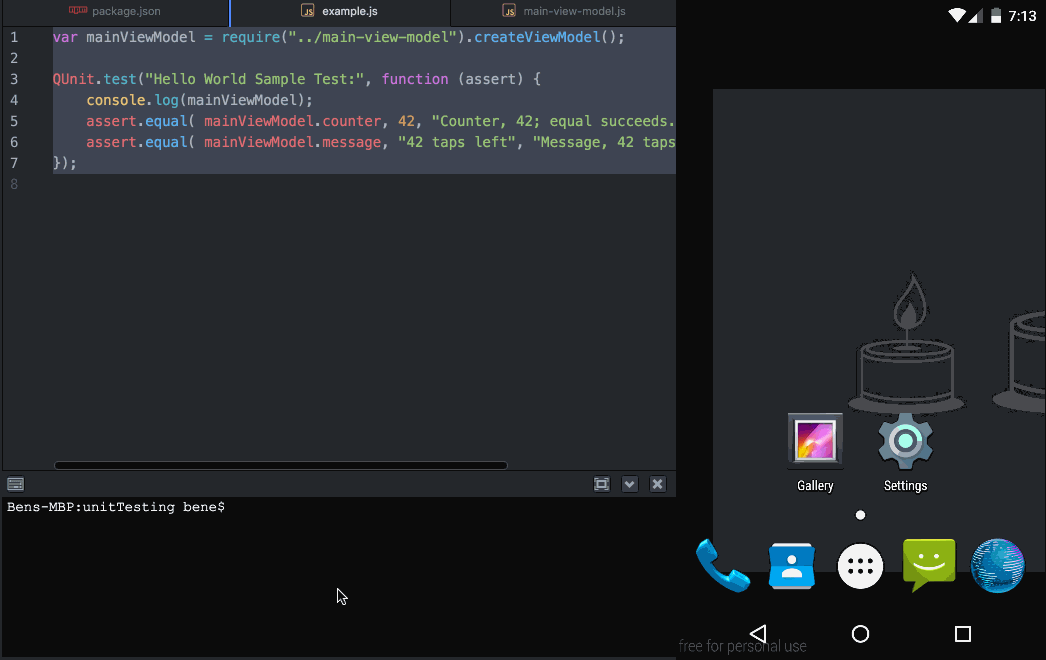 package.json
example.js
main-view-model.js
7:13
1 var mainViewModel = require("../main-view-model").createViewModel();
2
3 QUnit.test("Hello World Sample Test:", function (assert) {
4     console.log(mainViewModel);
5     assert.equal( mainViewModel.counter, 42, "Counter, 42; equal succeeds.
6     assert.equal( mainViewModel.message, "42 taps left", "Message, 42 taps
7 });
8
Bens-MBP:unitTesting bene$
Gallery
Settings
free for personal use